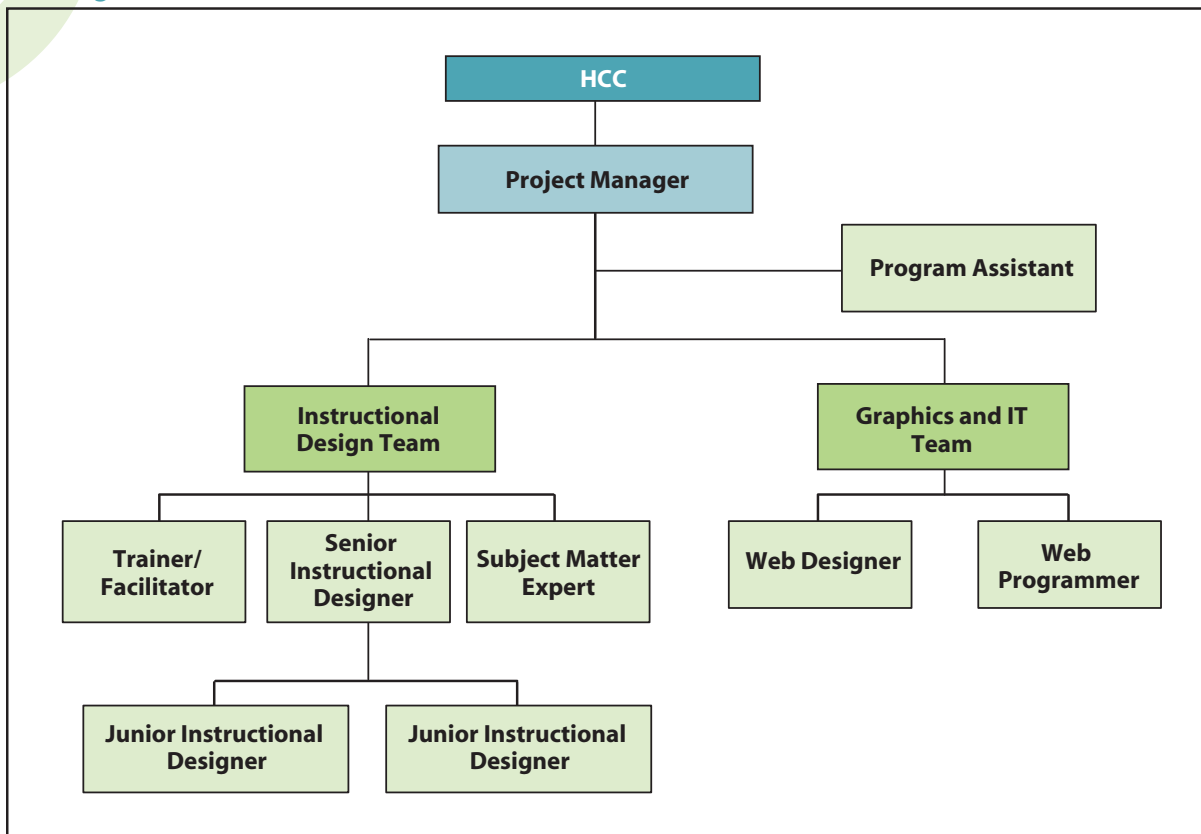 HCC
Project Manager
Program Assistant
Instructional
Design Team
Graphics and IT
Team
Trainer/
Facilitator
Senior
Instructional
Designer
Subject Matter
Expert
Web Designer
Web
Programmer
Junior Instructional
Designer
Junior Instructional
Designer